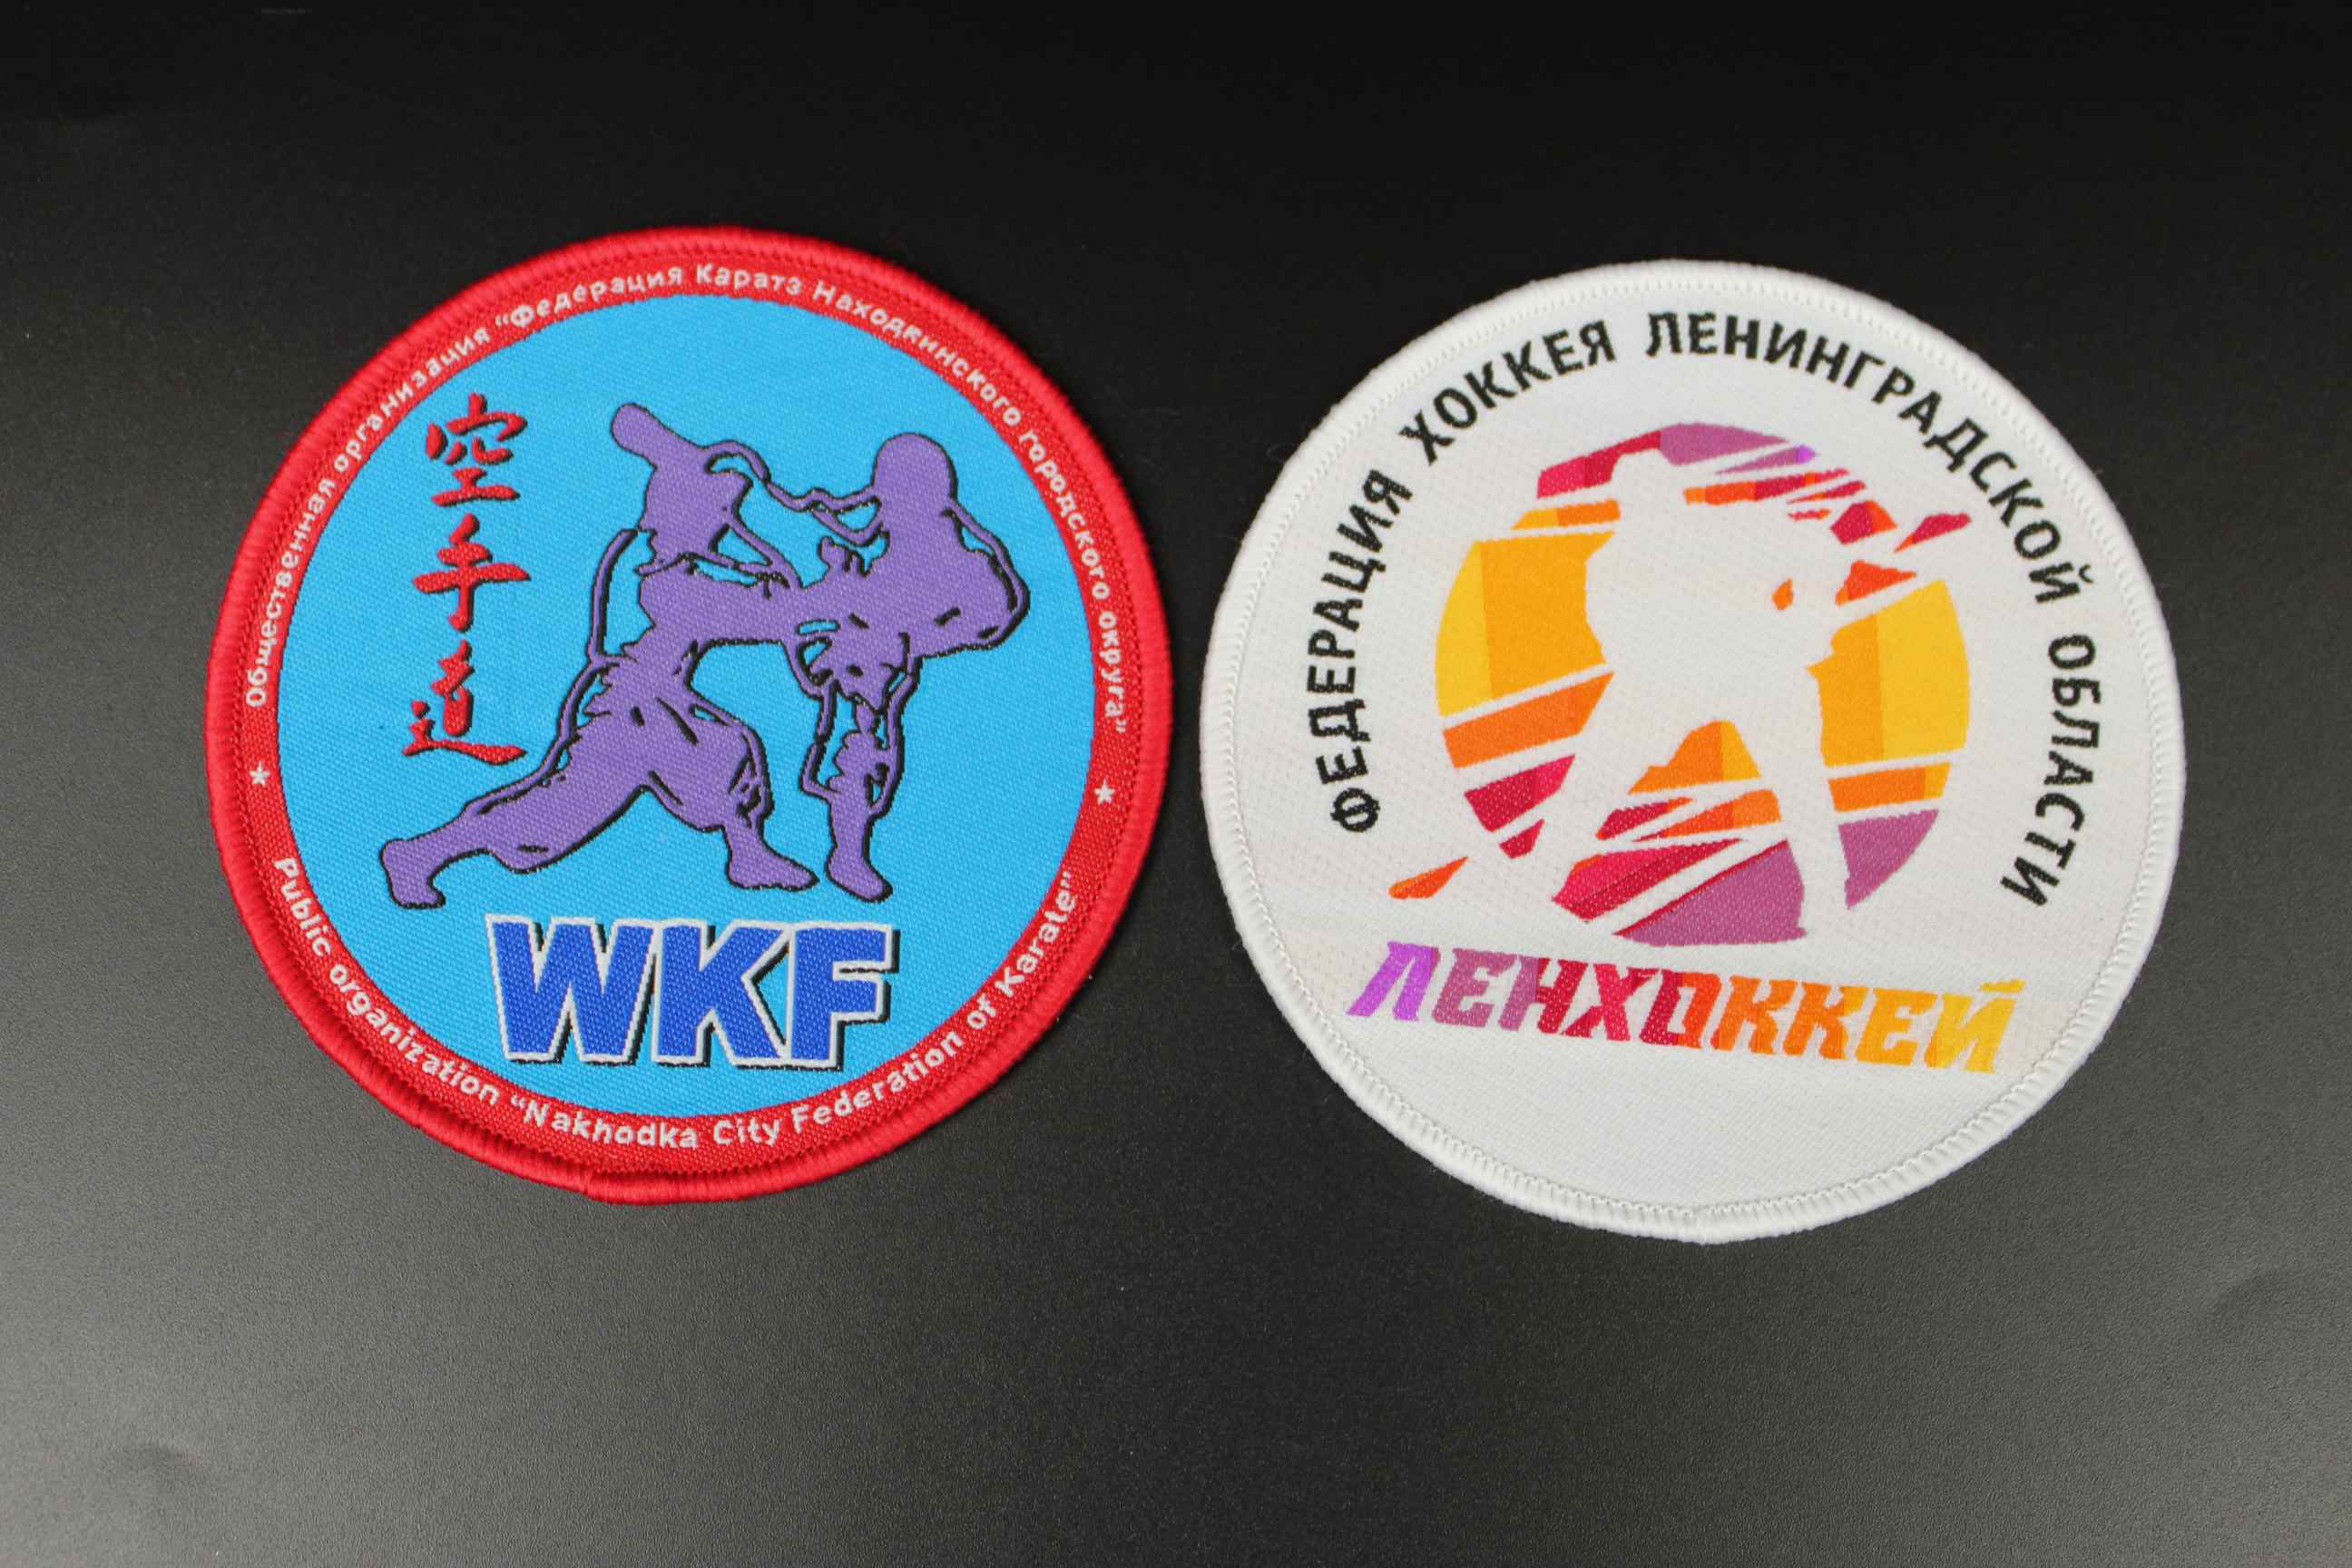 Общественная организация “Федерация Каратэ Находкинского городского округа”
空手道
WKF
Public organization “Nakhodka City Federation of Karate”
ФЕДЕРАЦИЯ ХОККЕЯ ЛЕНИНГРАДСКОЙ ОБЛАСТИ
ЛЕНХОККЕЙ